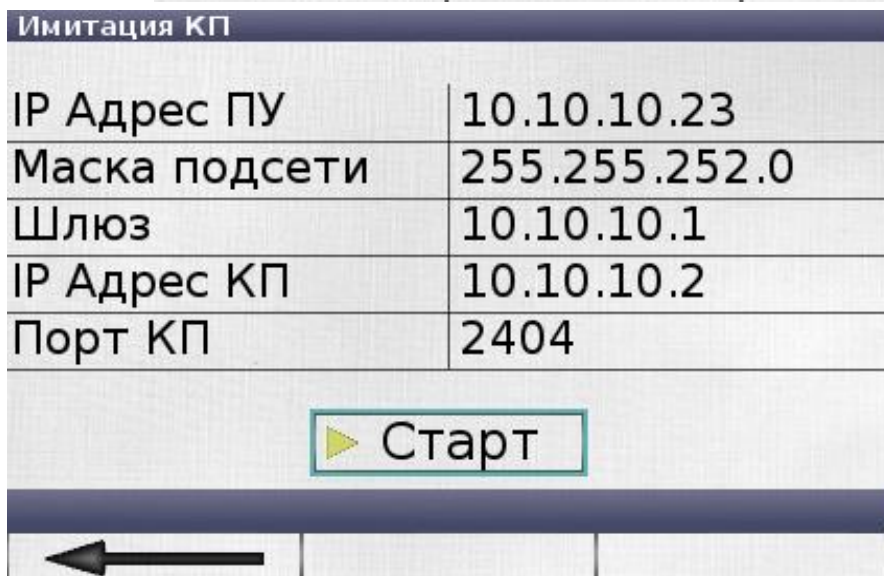 Имитация КП
IP Адрес ПУ 10.10.10.23
Маска подсети 255.255.252.0
Шлюз 10.10.10.1
IP Адрес КП 10.10.10.2
Порт КП 2404
Старт